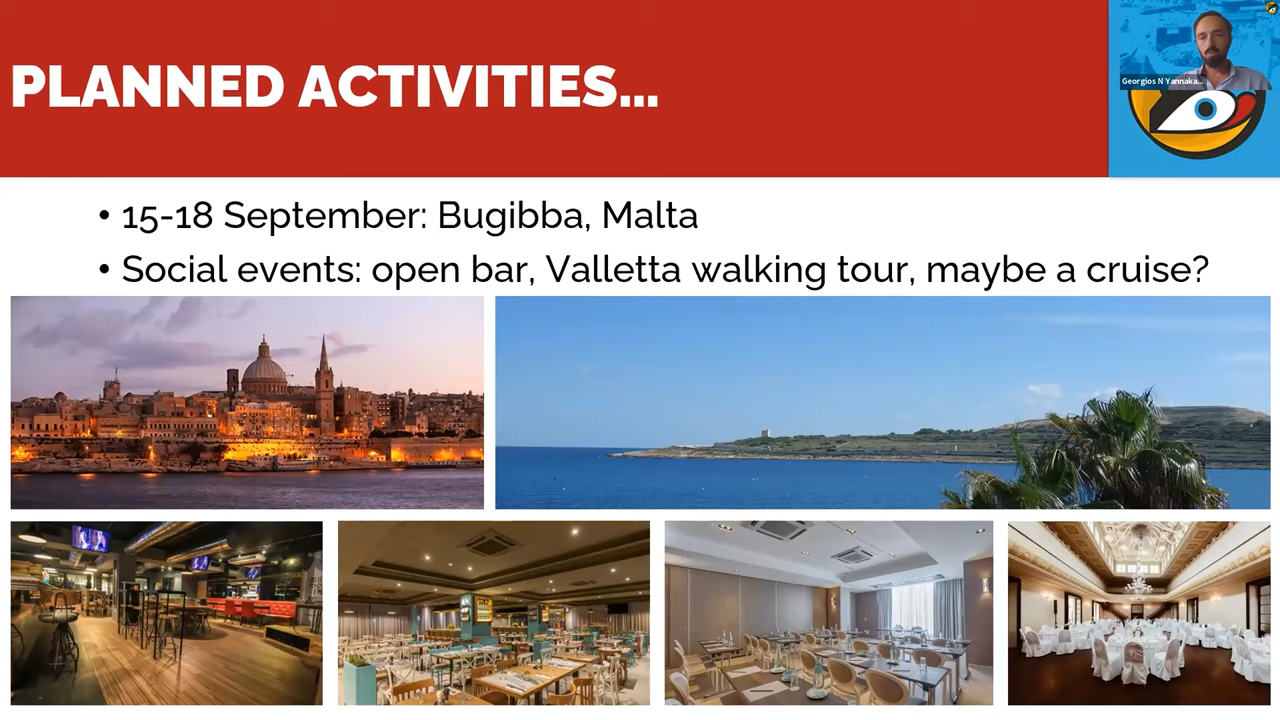 PLANNED ACTIVITIES...
Georgios N Yannaka...
• 15-18 September: Bugibba, Malta
• Social events: open bar, Valletta walking tour, maybe a cruise?